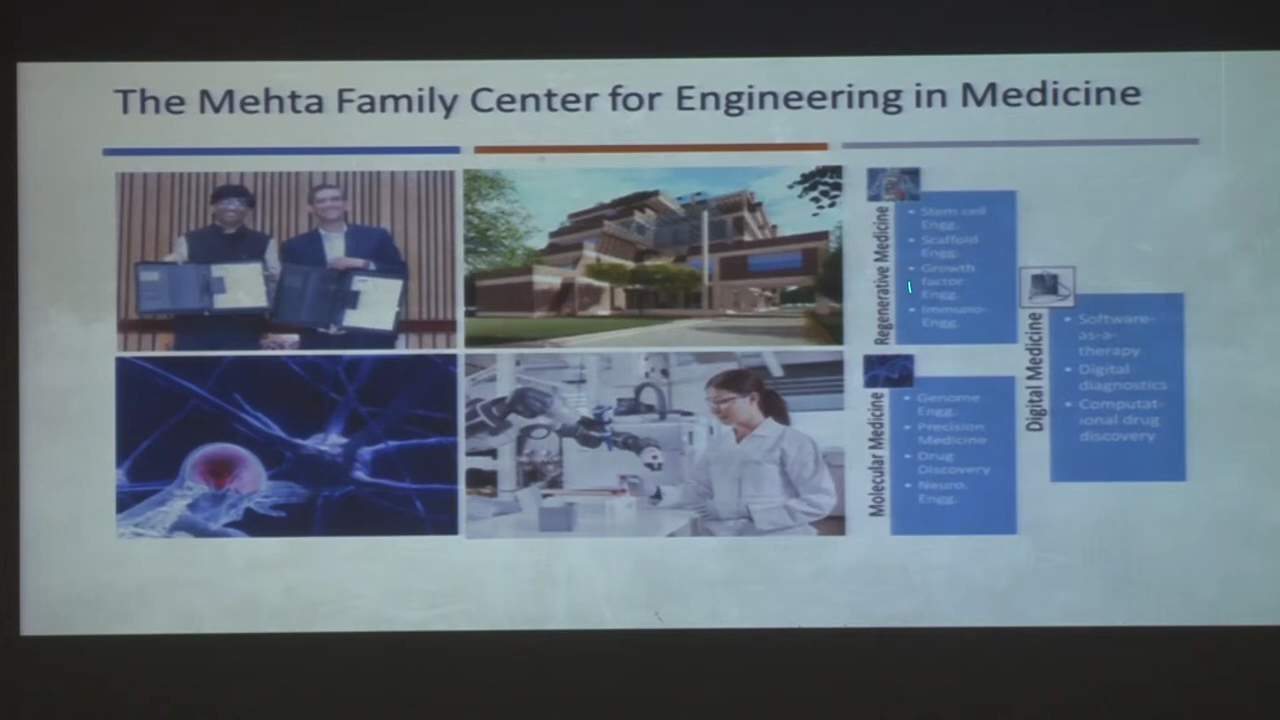 The Mehta Family Center for Engineering in Medicine
Regenerative Medicine
• Stem cell
Engg.
• Scaffold
Engg.
• Growth
factor
Engg.
• Immuno-
Engg.
Molecular Medicine
• Genome
Engg.
• Precision
Medicine
• Drug
Discovery
• Neuro.
Engg.
Digital Medicine
• Software-
as-a-
therapy
• Digital
diagnostics
• Computat-
ional drug
discovery